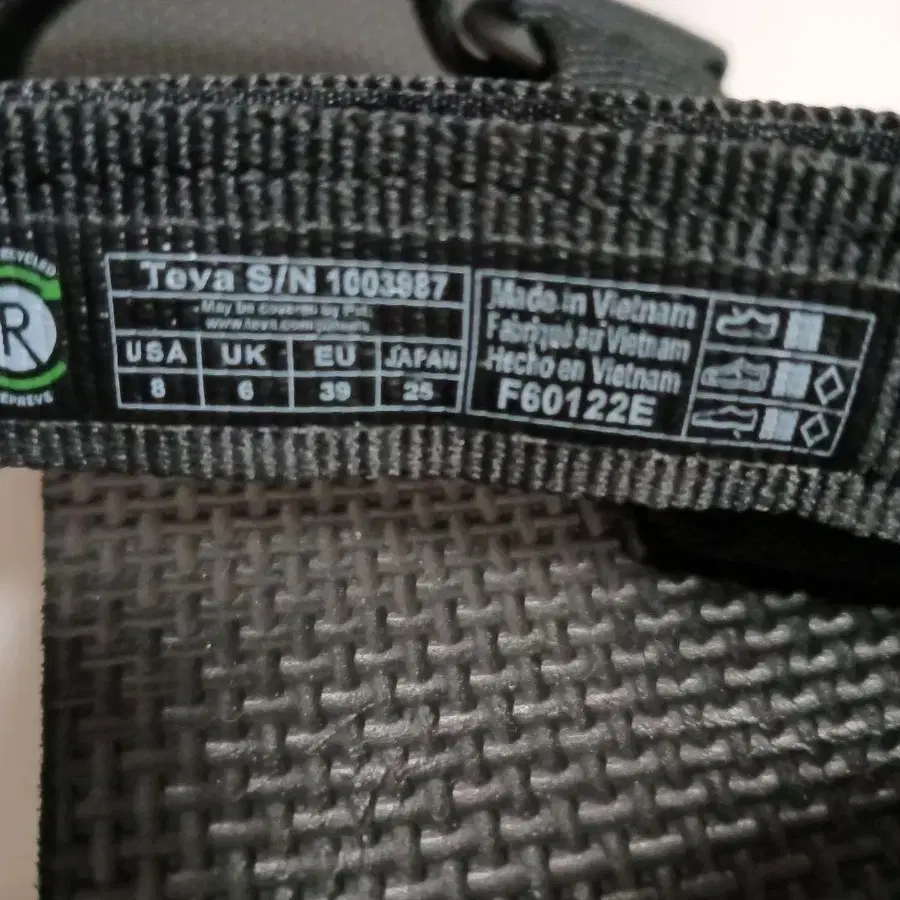 RECYCLED
R
REPREVE
Teva S/N 1003987
May be covered by Pat.
www.teva.com/patents
USA UK EU JAPAN
8 6 39 25
Made in Vietnam
Fabriqué au Vietnam
Hecho en Vietnam
F60122E